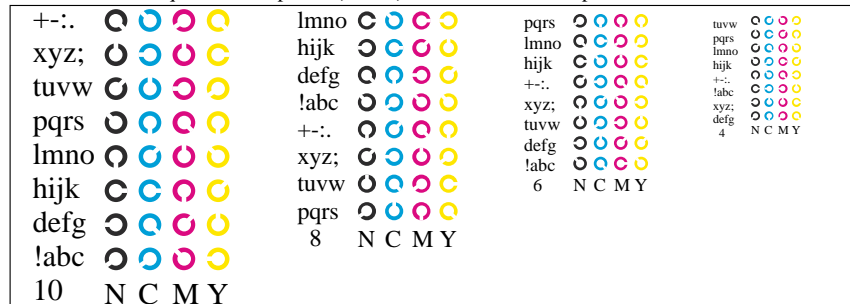 +-:.
xyz;
tuvw
pqrs
lmno
hijk
defg
!abc
10 N C M Y
lmno
hijk
defg
!abc
+-:.
xyz;
tuvw
pqrs
8 N C M Y
pqrs
lmno
hijk
+-:.
xyz;
tuvw
defg
!abc
6 N C M Y
tuvw
pqrs
lmno
hijk
+-:.
!abc
xyz;
defg
4 N C M Y